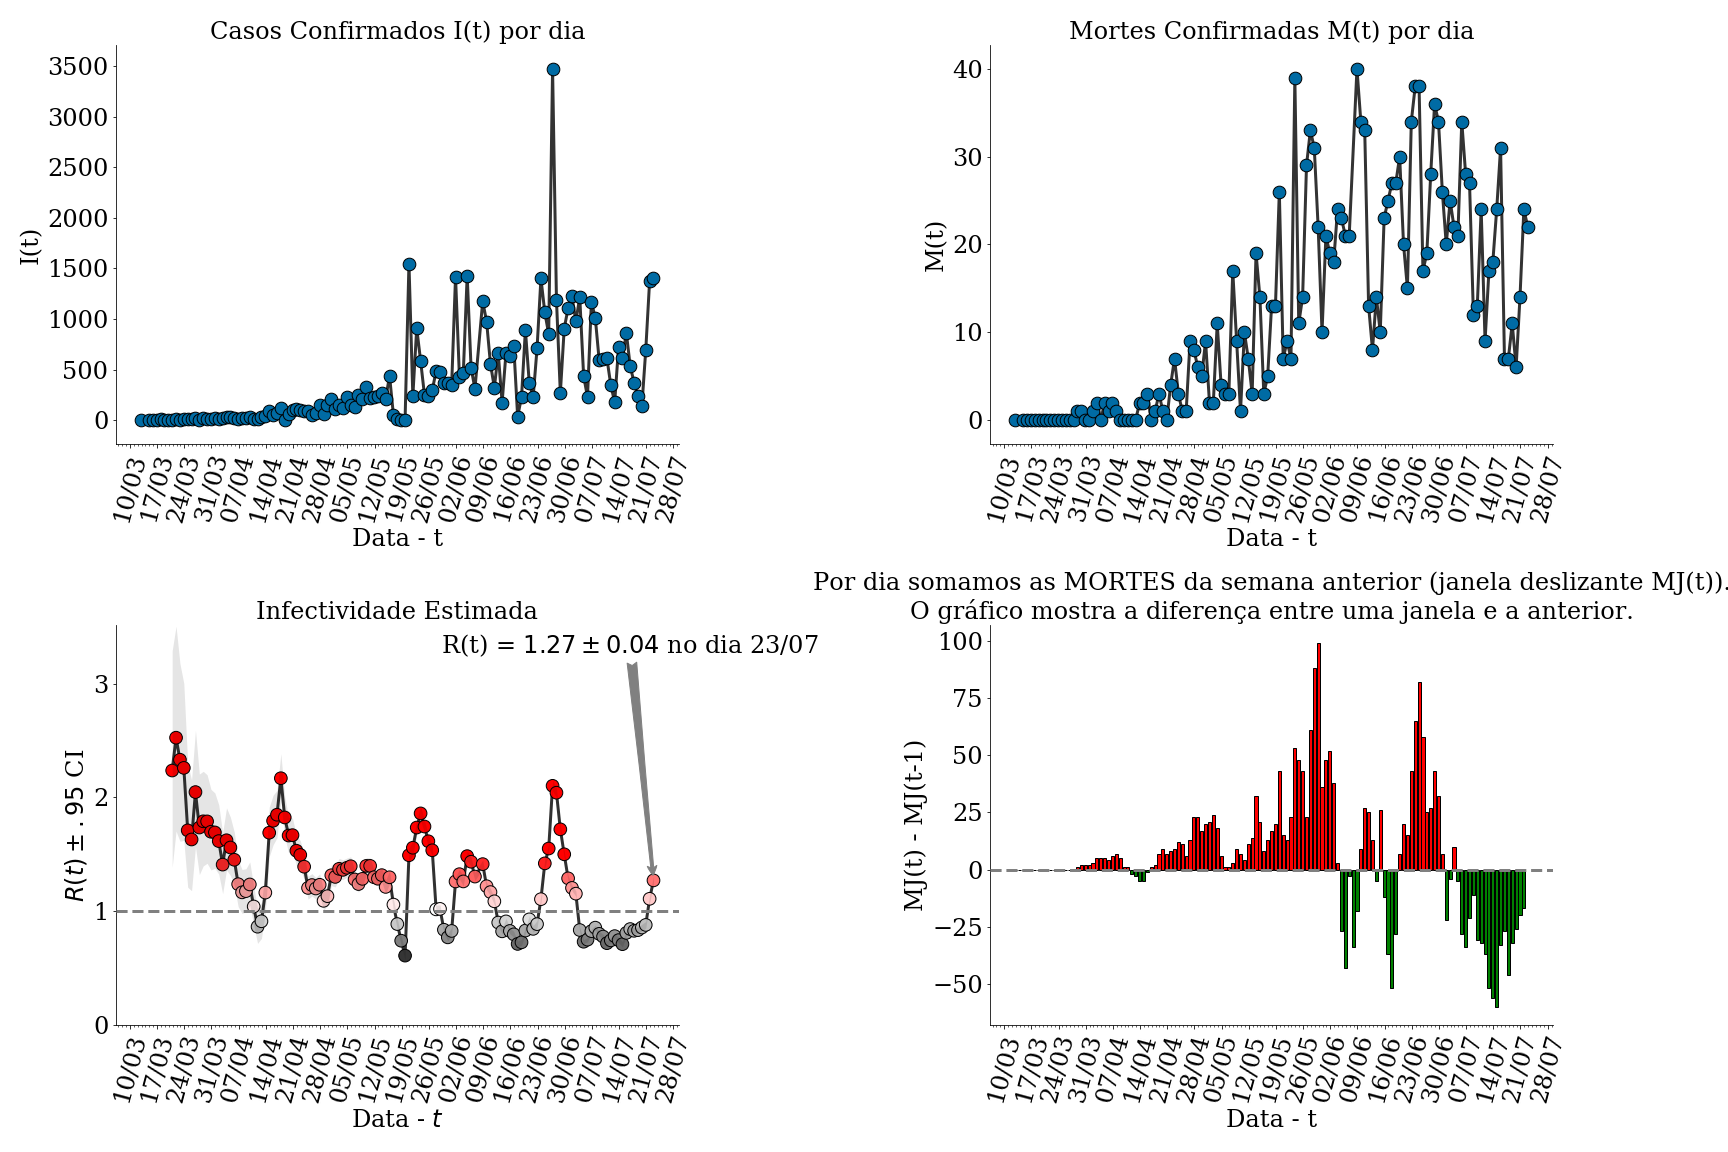 Casos Confirmados I(t) por dia
I(t)
3500
3000
2500
2000
1500
1000
500
0
10/03 17/03 24/03 31/03 07/04 14/04 21/04 28/04 05/05 12/05 19/05 26/05 02/06 09/06 16/06 23/06 30/06 07/07 14/07 21/07 28/07
Data - t
Mortes Confirmadas M(t) por dia
M(t)
40
30
20
10
0
10/03 17/03 24/03 31/03 07/04 14/04 21/04 28/04 05/05 12/05 19/05 26/05 02/06 09/06 16/06 23/06 30/06 07/07 14/07 21/07 28/07
Data - t
Infectividade Estimada
R(t) = 1.27 ± 0.04 no dia 23/07
R(t) ± .95 CI
3
2
1
0
10/03 17/03 24/03 31/03 07/04 14/04 21/04 28/04 05/05 12/05 19/05 26/05 02/06 09/06 16/06 23/06 30/06 07/07 14/07 21/07 28/07
Data - t
Por dia somamos as MORTES da semana anterior (janela deslizante MJ(t)).
O gráfico mostra a diferença entre uma janela e a anterior.
MJ(t) - MJ(t-1)
100
75
50
25
0
−25
−50
10/03 17/03 24/03 31/03 07/04 14/04 21/04 28/04 05/05 12/05 19/05 26/05 02/06 09/06 16/06 23/06 30/06 07/07 14/07 21/07 28/07
Data - t